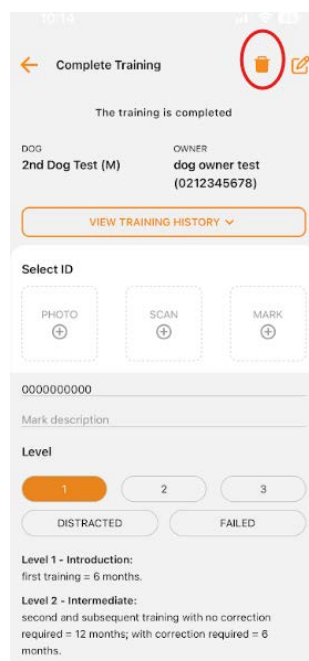 10:14
Complete Training
The training is completed
DOG
OWNER
2nd Dog Test (M)
dog owner test
(0212345678)
VIEW TRAINING HISTORY
Select ID
PHOTO
SCAN
MARK
0000000000
Mark description
Level
1
2
3
DISTRACTED
FAILED
Level 1 - Introduction:
first training = 6 months.
Level 2 - Intermediate:
second and subsequent training with no correction
required = 12 months; with correction required = 6
months.